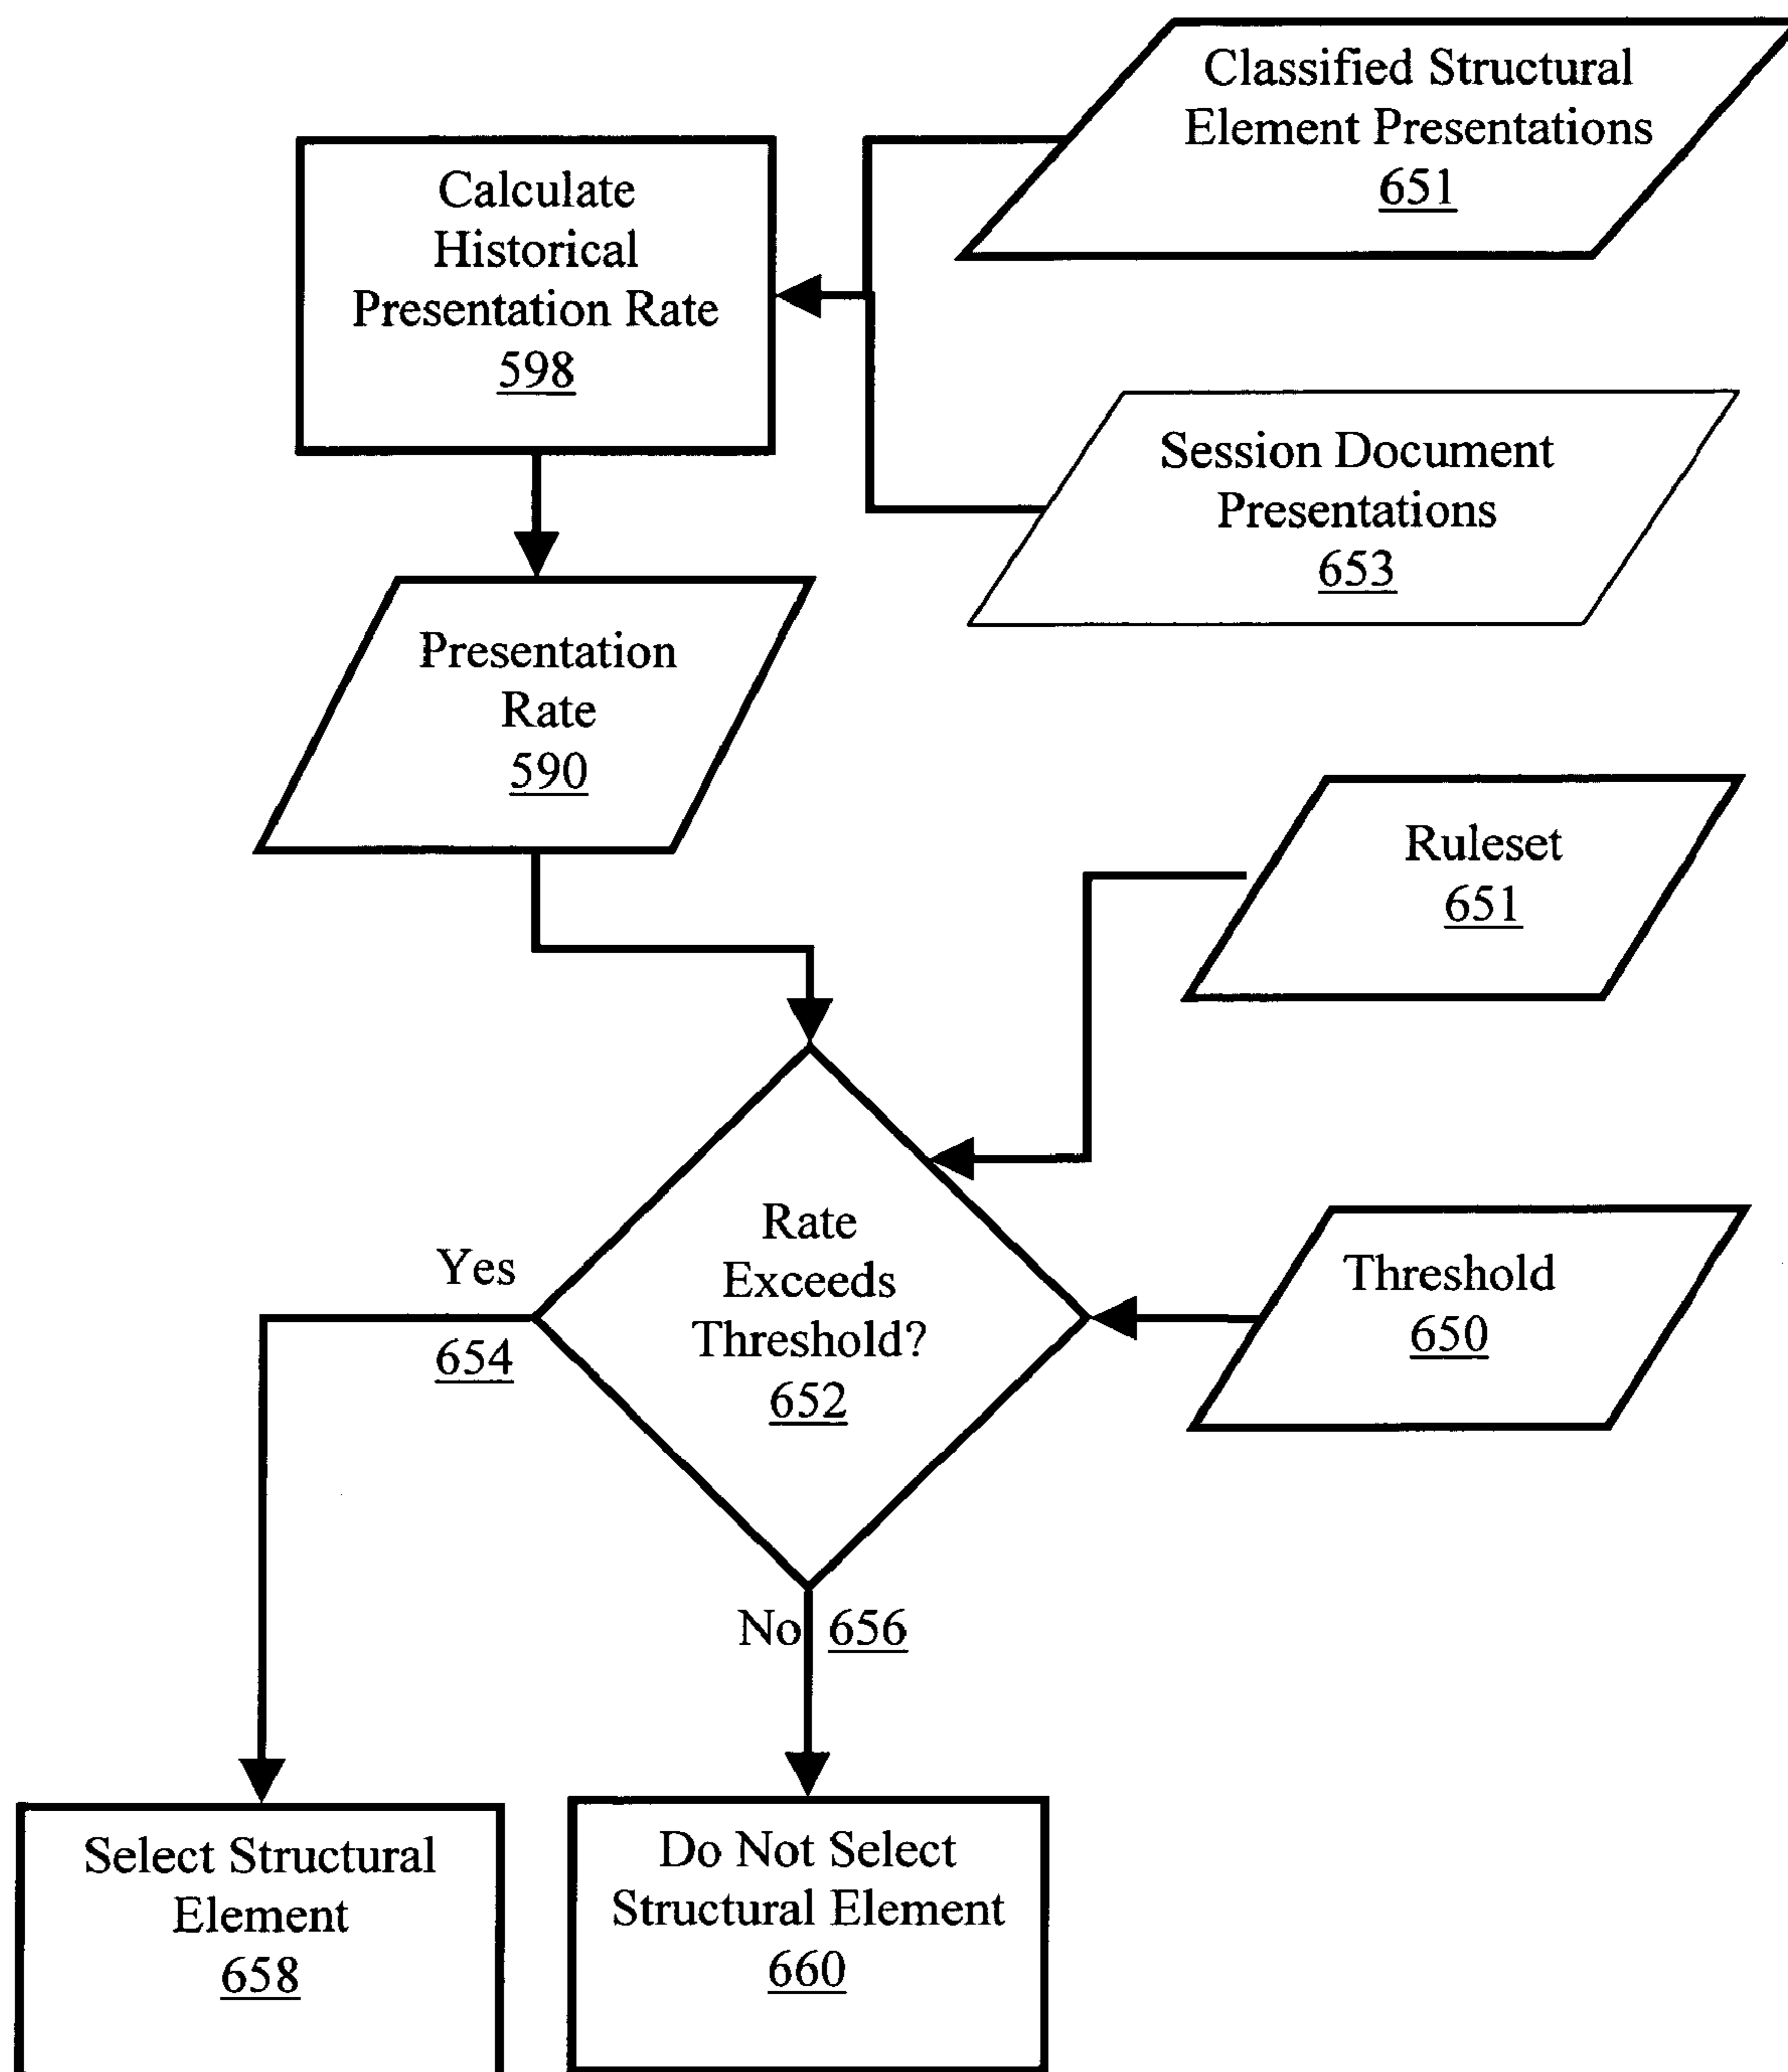 Classified Structural
Element Presentations
651
Calculate
Historical
Presentation Rate
598
Session Document
Presentations
653
Presentation
Rate
590
Ruleset
651
Rate
Exceeds
Threshold?
652
Yes
654
Threshold
650
No 656
Select Structural
Element
658
Do Not Select
Structural Element
660